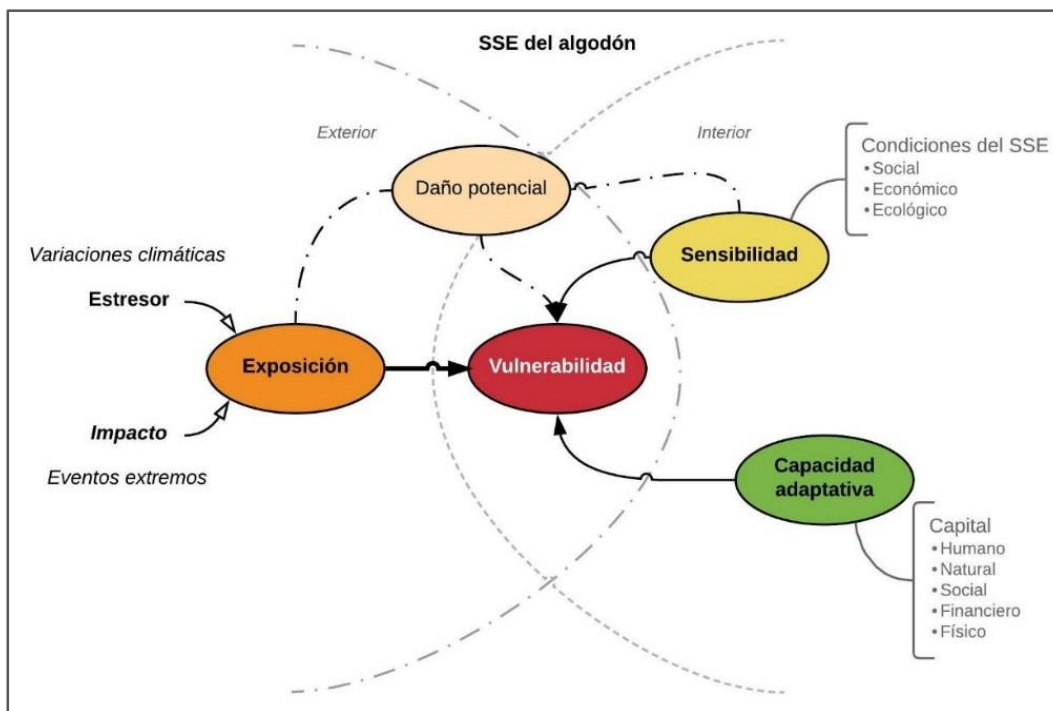 SSE del algodón
Exterior
Interior
Condiciones del SSE
• Social
• Económico
• Ecológico
Daño potencial
Sensibilidad
Variaciones climáticas
Estresor
Exposición
Vulnerabilidad
Impacto
Eventos extremos
Capacidad
adaptativa
Capital
• Humano
• Natural
• Social
• Financiero
• Físico